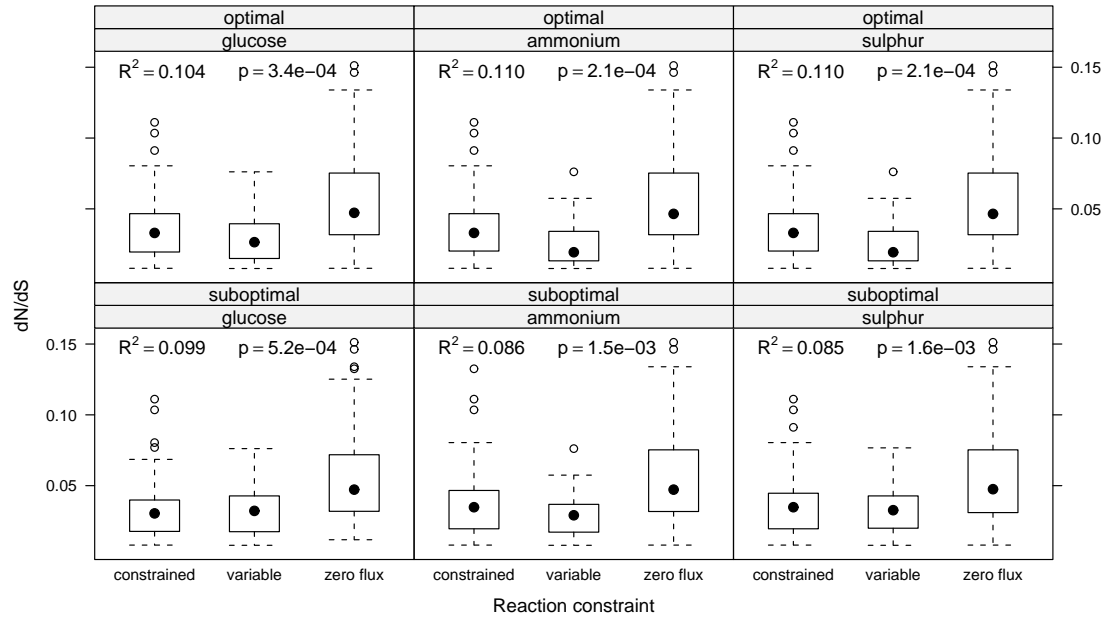 optimal optimal optimal
glucose ammonium sulphur
R2 = 0.104 p = 3.4e−04 R2 = 0.110 p = 2.1e−04 R2 = 0.110 p = 2.1e−04
0.15
0.10
0.05
dN/dS
suboptimal suboptimal suboptimal
glucose ammonium sulphur
R2 = 0.099 p = 5.2e−04 R2 = 0.086 p = 1.5e−03 R2 = 0.085 p = 1.6e−03
0.15
0.10
0.05
constrained variable zero flux constrained variable zero flux constrained variable zero flux
Reaction constraint